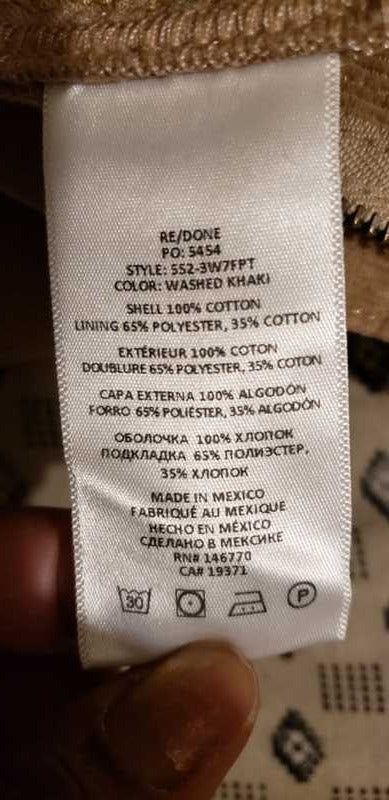 RE/DONE
PO: 5454
STYLE: 552-3W7FPT
COLOR: WASHED KHAKI
SHELL 100% COTTON
LINING 65% POLYESTER, 35% COTTON
EXTÉRIEUR 100% COTON
DOUBLURE 65% POLYESTER, 35% COTON
CAPA EXTERNA 100% ALGODÓN
FORRO 65% POLIÉSTER, 35% ALGODÓN
ОБОЛОЧКА 100% ХЛОПОК
ПОДКЛАДКА 65% ПОЛИЭСТЕР,
35% ХЛОПОК
MADE IN MEXICO
FABRIQUÉ AU MEXIQUE
HECHO EN MÉXICO
СДЕЛАНО В МЕКСИКЕ
RN# 146770
CA# 19371
30 P